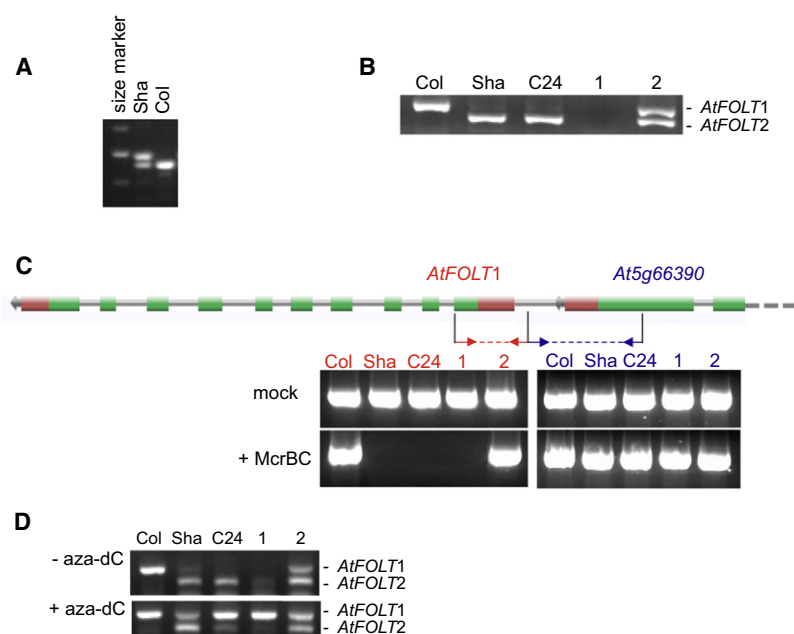 A
size marker
Sha
Col
B
Col Sha C24 1 2
- AtFOLT1
- AtFOLT2
C
AtFOLT1 At5g66390
Col Sha C24 1 2 Col Sha C24 1 2
mock
+ McrBC
D
Col Sha C24 1 2
- aza-dC - AtFOLT1
- AtFOLT2
+ aza-dC - AtFOLT1
- AtFOLT2